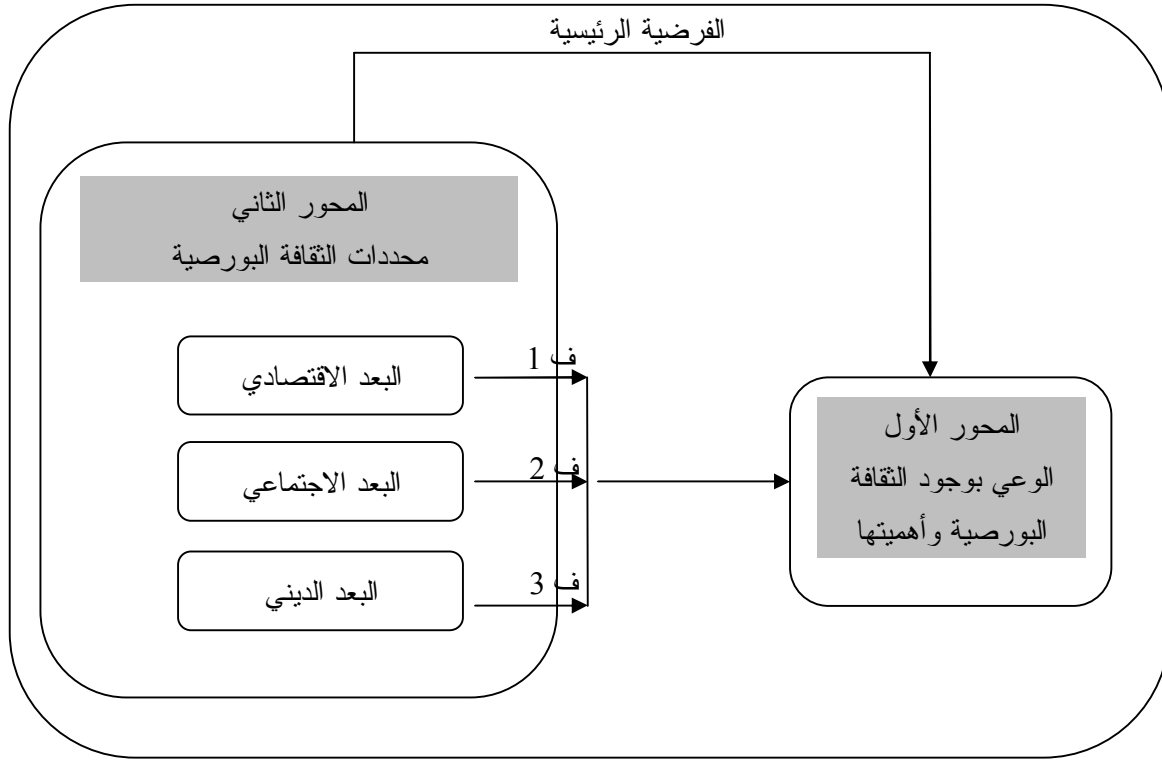 الفرضية الرئيسية
المحور الثاني
محددات الثقافة البورصية
البعد الاقتصادي
ف 1
البعد الاجتماعي
ف 2
البعد الديني
ف 3
المحور الأول
الوعي بوجود الثقافة
البورصية وأهميتها